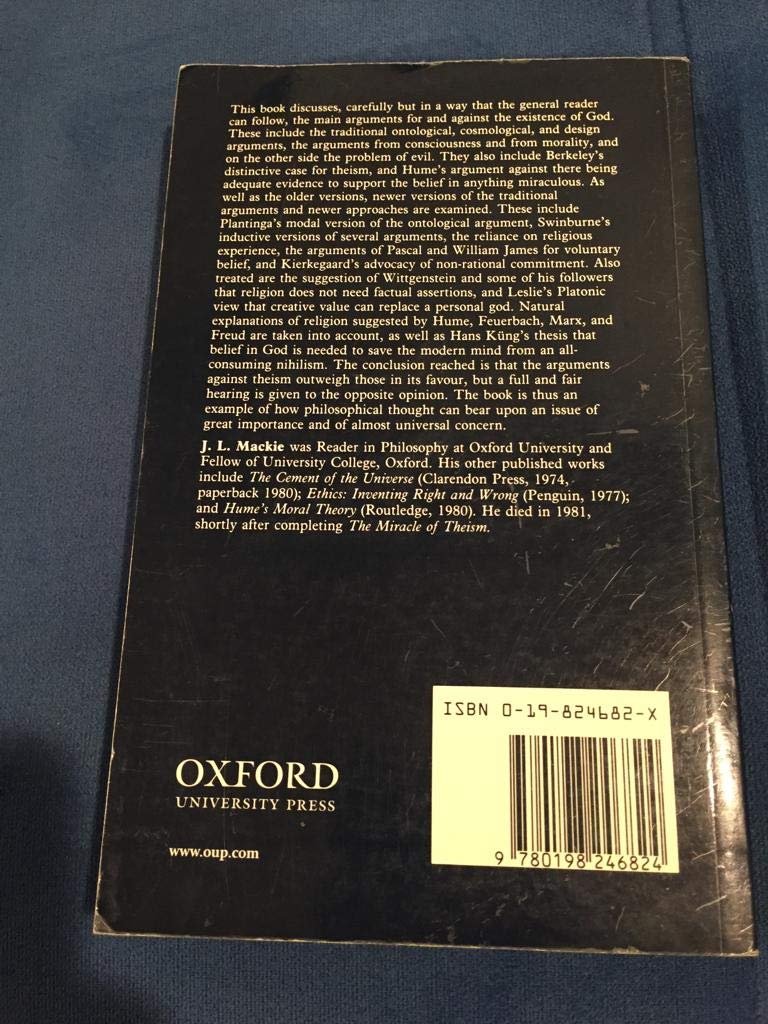 This book discusses, carefully but in a way that the general reader
can follow, the main arguments for and against the existence of God.
These include the traditional ontological, cosmological, and design
arguments, the arguments from consciousness and from morality, and
on the other side the problem of evil. They also include Berkeley's
distinctive case for theism, and Hume's argument against there being
adequate evidence to support the belief in anything miraculous. As
well as the older versions, newer versions of the traditional
arguments and newer approaches are examined. These include
Plantinga's modal version of the ontological argument, Swinburne's
inductive versions of several arguments, the reliance on religious
experience, the arguments of Pascal and William James for voluntary
belief, and Kierkegaard's advocacy of non-rational commitment. Also
treated are the suggestion of Wittgenstein and some of his followers
that religion does not need factual assertions, and Leslie's Platonic
view that creative value can replace a personal god. Natural
explanations of religion suggested by Hume, Feuerbach, Marx, and
Freud are taken into account, as well as Hans Küng's thesis that
belief in God is needed to save the modern mind from an all-
consuming nihilism. The conclusion reached is that the arguments
against theism outweigh those in its favour, but a full and fair
hearing is given to the opposite opinion. The book is thus an
example of how philosophical thought can bear upon an issue of
great importance and of almost universal concern.
J. L. Mackie was Reader in Philosophy at Oxford University and
Fellow of University College, Oxford. His other published works
include The Cement of the Universe (Clarendon Press, 1974,
paperback 1980); Ethics: Inventing Right and Wrong (Penguin, 1977);
and Hume's Moral Theory (Routledge, 1980). He died in 1981,
shortly after completing The Miracle of Theism.
ISBN 0-19-824682-X
9 780198 246824
OXFORD
UNIVERSITY PRESS
www.oup.com